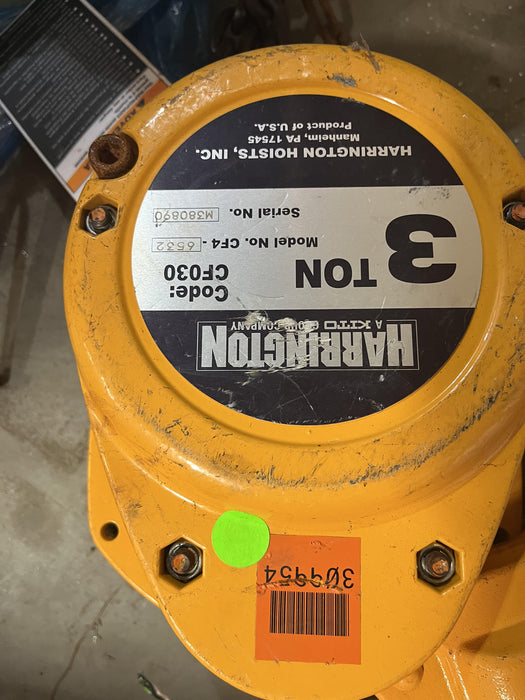 HARRINGTON
A KITO GROUP COMPANY
3 TON
Code:
CF030
Model No. CF4- 6532
Serial No. M380890
HARRINGTON HOISTS, INC.
Manheim, PA 17545
Product of U.S.A.
309954